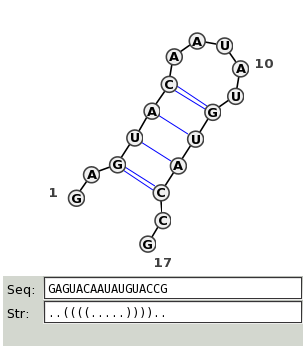 1
G
A
G
U
A
C
A
A
U
A
10
U
G
U
A
C
C
G
17
Seq: GAGUACAAUAUGUACCG
Str: ..((((.....))))..